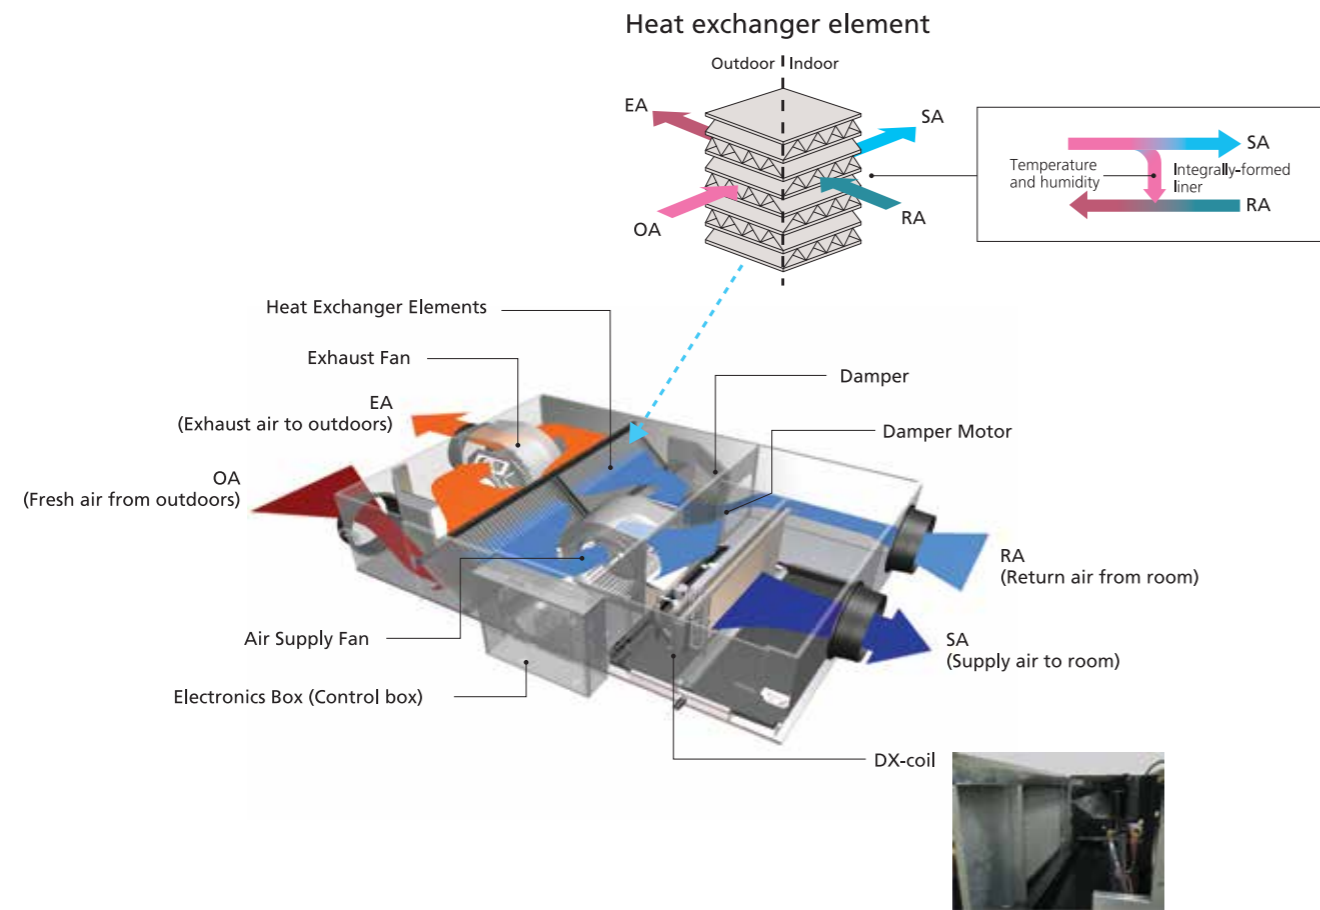 Heat exchanger element
Outdoor Indoor
EA
SA
OA
RA
SA
Temperature
and humidity
Integrally-formed
liner
RA
Heat Exchanger Elements
Exhaust Fan
EA
(Exhaust air to outdoors)
OA
(Fresh air from outdoors)
Damper
Damper Motor
RA
(Return air from room)
SA
(Supply air to room)
Air Supply Fan
Electronics Box (Control box)
DX-coil